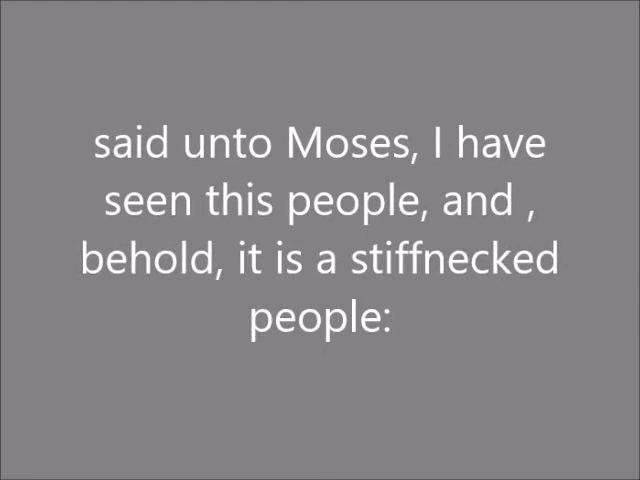 said unto Moses, I have
seen this people, and ,
behold, it is a stiffnecked
people: